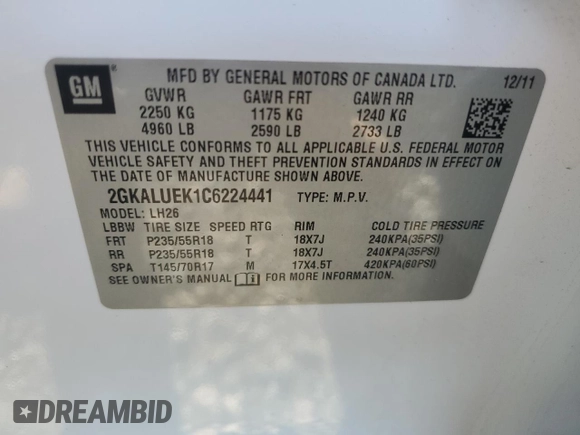 GM ® MFD BY GENERAL MOTORS OF CANADA LTD. 12/11
GVWR GAWR FRT GAWR RR
2250 KG 1175 KG 1240 KG
4960 LB 2590 LB 2733 LB
THIS VEHICLE CONFORMS TO ALL APPLICABLE U.S. FEDERAL MOTOR
VEHICLE SAFETY AND THEFT PREVENTION STANDARDS IN EFFECT ON
THE DATE OF MANUFACTURE SHOWN ABOVE.
2GKALUEK1C6224441 TYPE: M.P.V.
MODEL: LH26
LBBW TIRE SIZE SPEED RTG RIM COLD TIRE PRESSURE
FRT P235/55R18 T 18X7J 240KPA(35PSI)
RR P235/55R18 T 18X7J 240KPA(35PSI)
SPA T145/70R17 M 17X4.5T 420KPA(60PSI)
SEE OWNER'S MANUAL FOR MORE INFORMATION.
DREAMBID